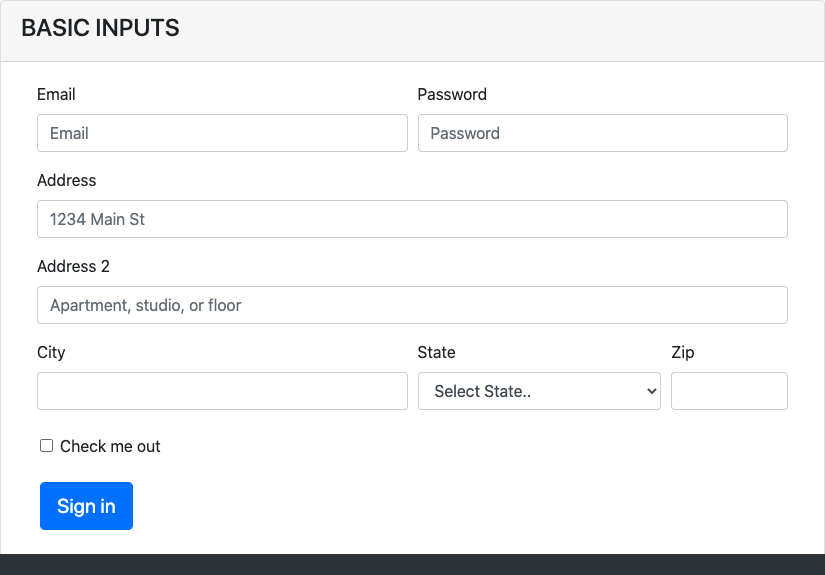 BASIC INPUTS
Email Password
Email Password
Address
1234 Main St
Address 2
Apartment, studio, or floor
City State Zip
Select State..
Check me out
Sign in